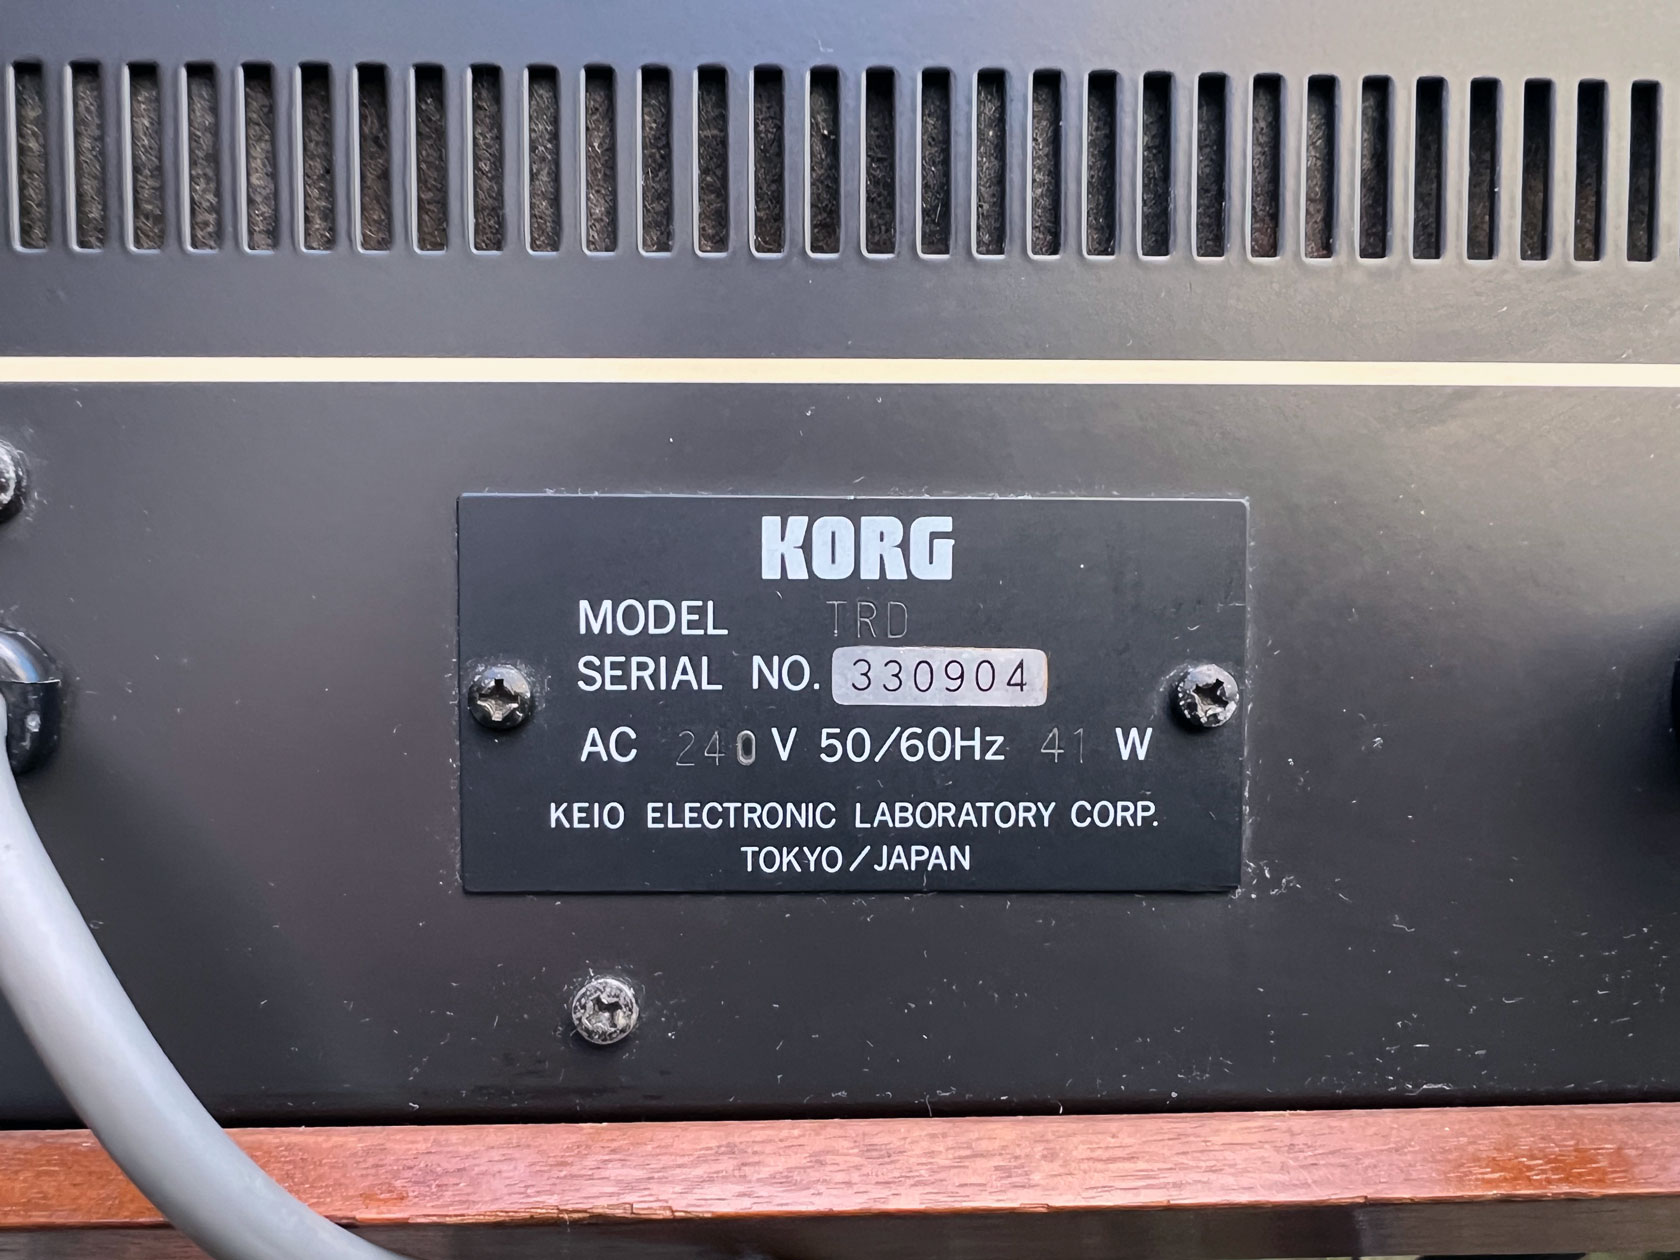 KORG
MODEL TRD
SERIAL NO. 330904
AC 240 V 50/60Hz 41 W
KEIO ELECTRONIC LABORATORY CORP.
TOKYO/JAPAN